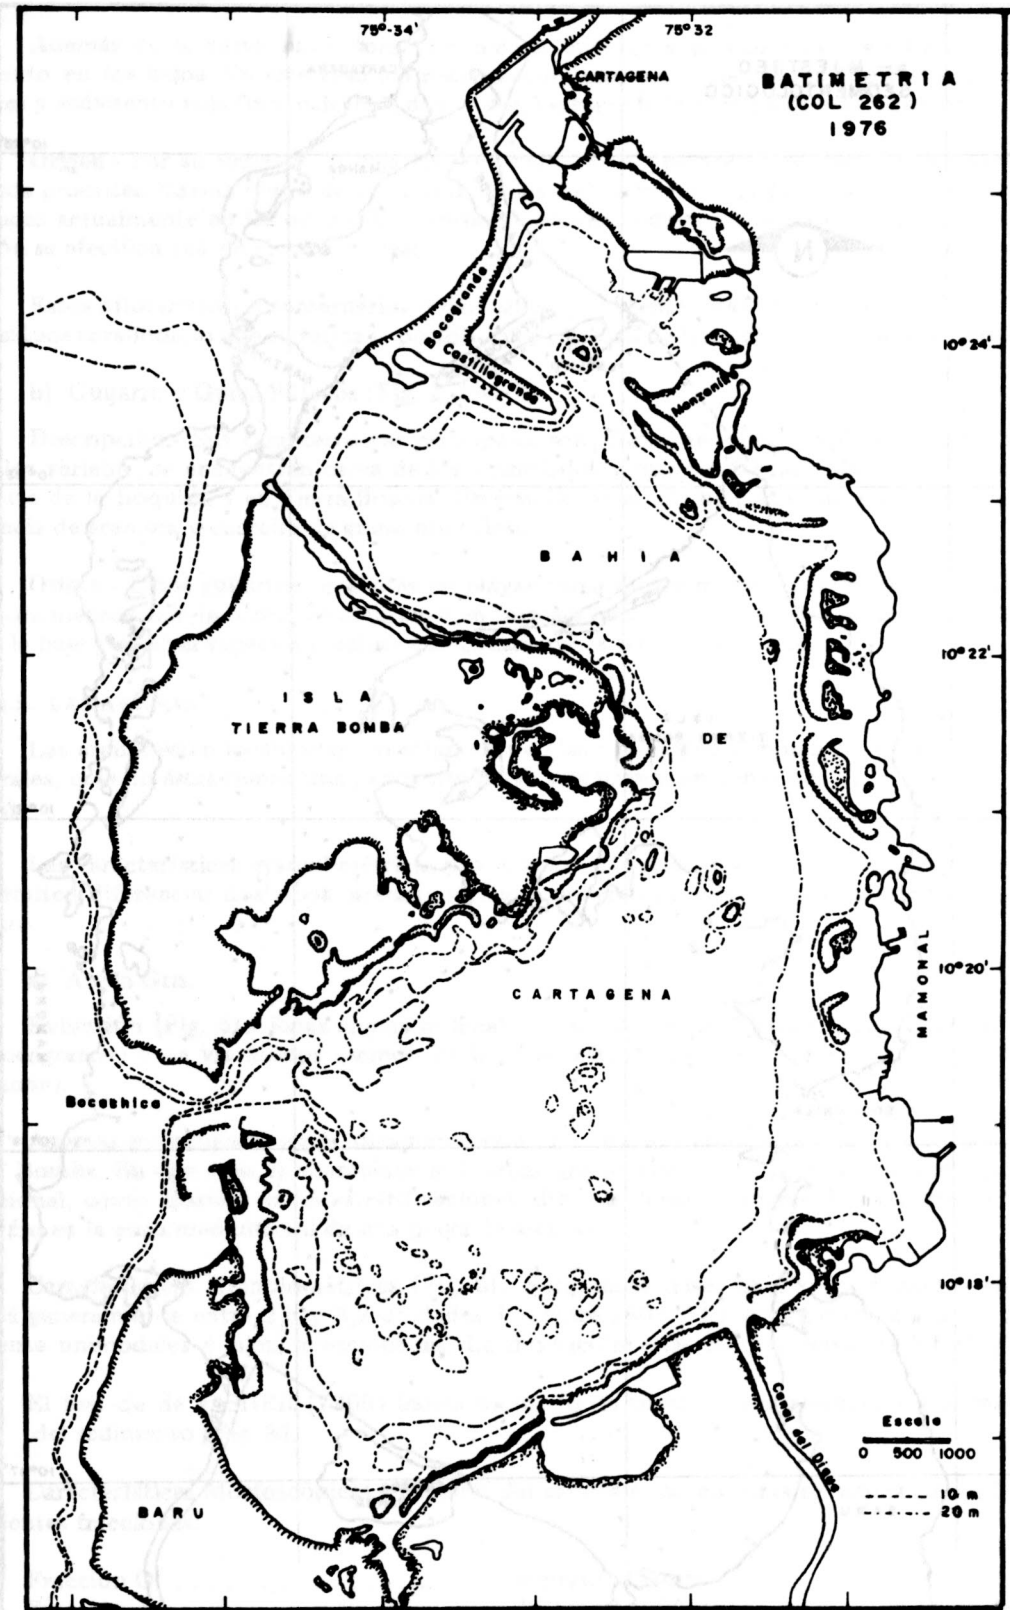 75°34'
75°32
CARTAGENA
BATIMETRIA
(COL 262)
1976
Bocagrande
Castillogrande
10°24'
Manzanillo
BAHIA
10°22'
ISLA
TIERRA BOMBA
DE
CARTAGENA
10°20'
MAMONAL
Bocachica
10°18'
Canal del Dique
Escala
0 500 1000
10 m
20 m
BARU